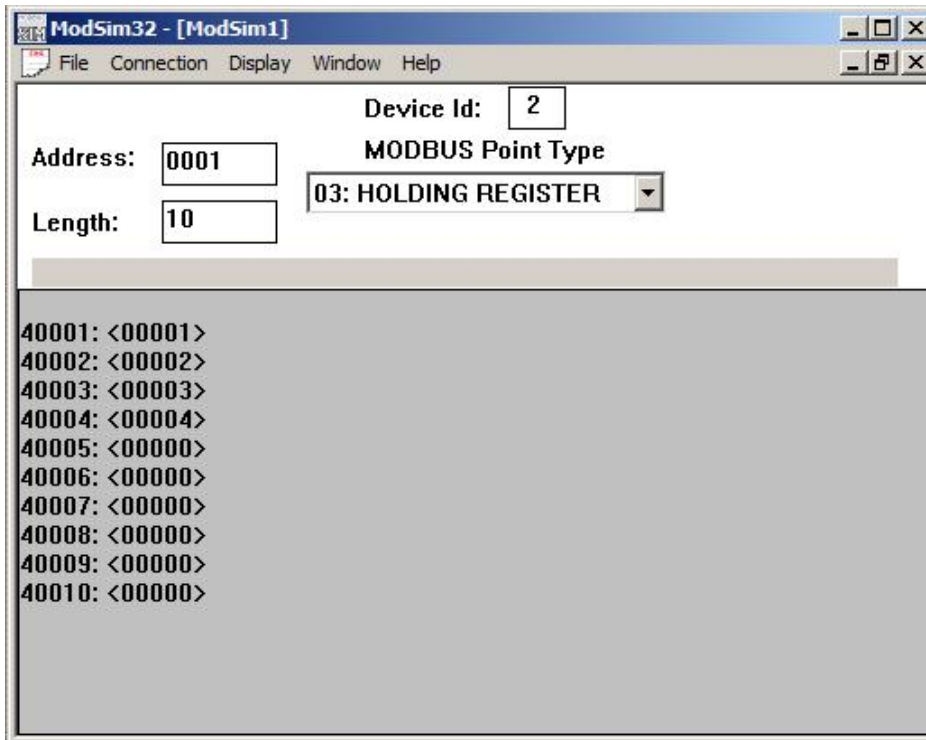 ModSim32 - [ModSim1]
File Connection Display Window Help
Device Id: 2
Address: 0001
MODBUS Point Type
03: HOLDING REGISTER
Length: 10
40001: <00001>
40002: <00002>
40003: <00003>
40004: <00004>
40005: <00000>
40006: <00000>
40007: <00000>
40008: <00000>
40009: <00000>
40010: <00000>